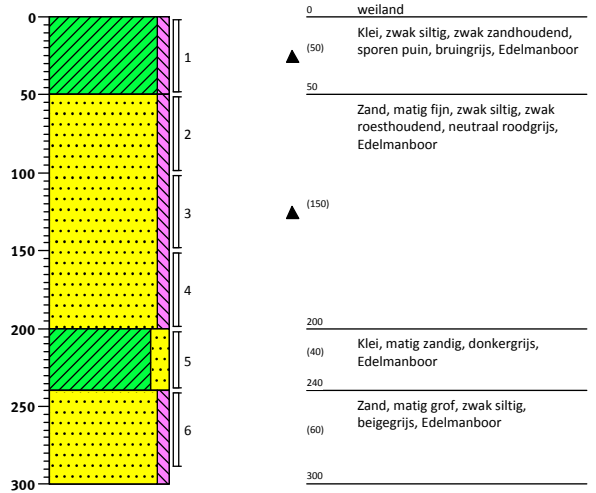 0
50
100
150
200
250
300
1
2
3
4
5
6
0 weiland
(50)
Klei, zwak siltig, zwak zandhoudend,
sporen puin, bruingrijs, Edelmanboor
50
Zand, matig fijn, zwak siltig, zwak
roesthoudend, neutraal roodgrijs,
Edelmanboor
(150)
200
(40)
Klei, matig zandig, donkergrijs,
Edelmanboor
240
Zand, matig grof, zwak siltig,
beigegrijs, Edelmanboor
(60)
300